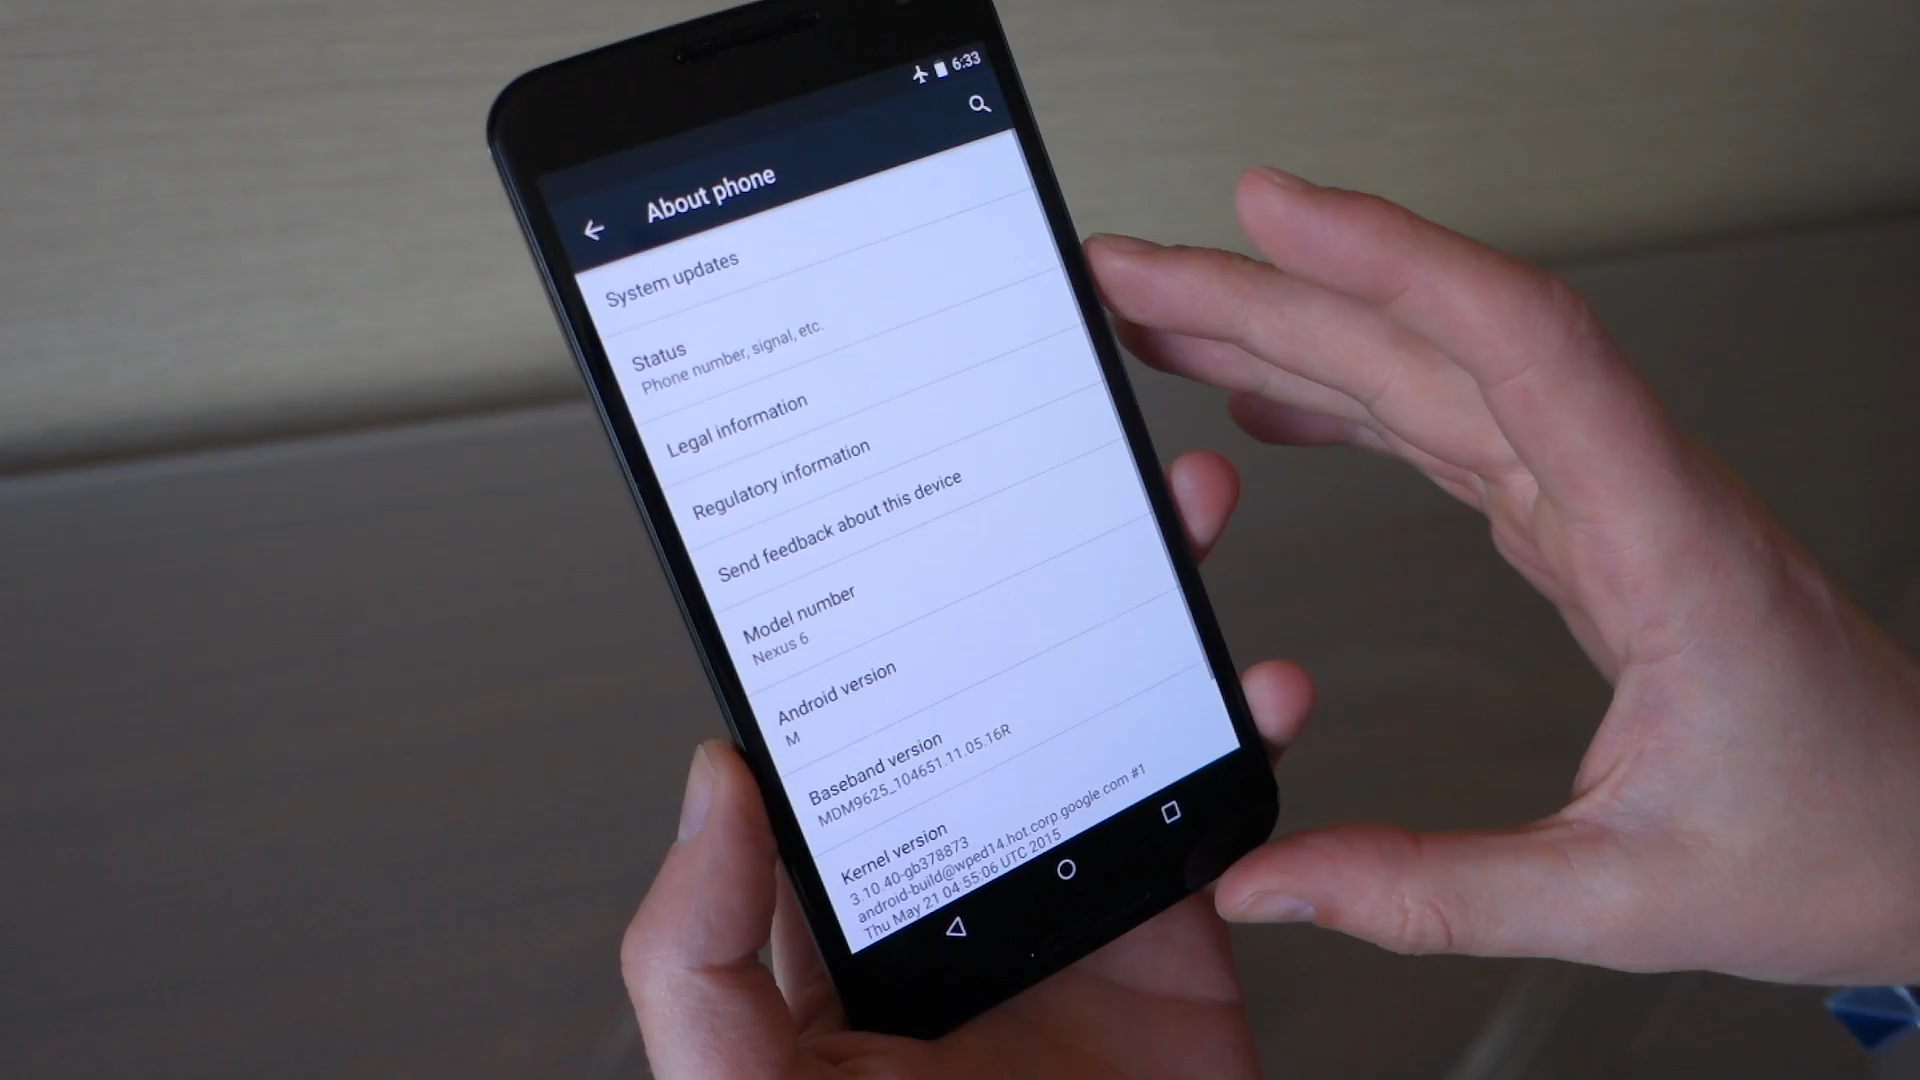 6:33
About phone
System updates
Status
Phone number, signal, etc.
Legal information
Regulatory information
Send feedback about this device
Model number
Nexus 6
Android version
M
Baseband version
MDM9625_104651.11.05.16R
Kernel version
3.10.40-gb378873
android-build@wped14.hot.corp.google.com #1
Thu May 21 04:55:06 UTC 2015